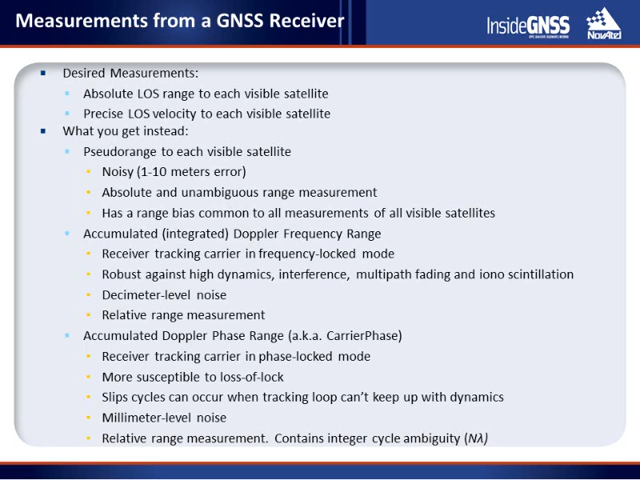 Measurements from a GNSS Receiver
InsideGNSS
NovAtel
Desired Measurements:
Absolute LOS range to each visible satellite
Precise LOS velocity to each visible satellite
What you get instead:
Pseudorange to each visible satellite
Noisy (1-10 meters error)
Absolute and unambiguous range measurement
Has a range bias common to all measurements of all visible satellites
Accumulated (integrated) Doppler Frequency Range
Receiver tracking carrier in frequency-locked mode
Robust against high dynamics, interference, multipath fading and iono scintillation
Decimeter-level noise
Relative range measurement
Accumulated Doppler Phase Range (a.k.a. CarrierPhase)
Receiver tracking carrier in phase-locked mode
More susceptible to loss-of-lock
Slips cycles can occur when tracking loop can’t keep up with dynamics
Millimeter-level noise
Relative range measurement. Contains integer cycle ambiguity (Nλ)